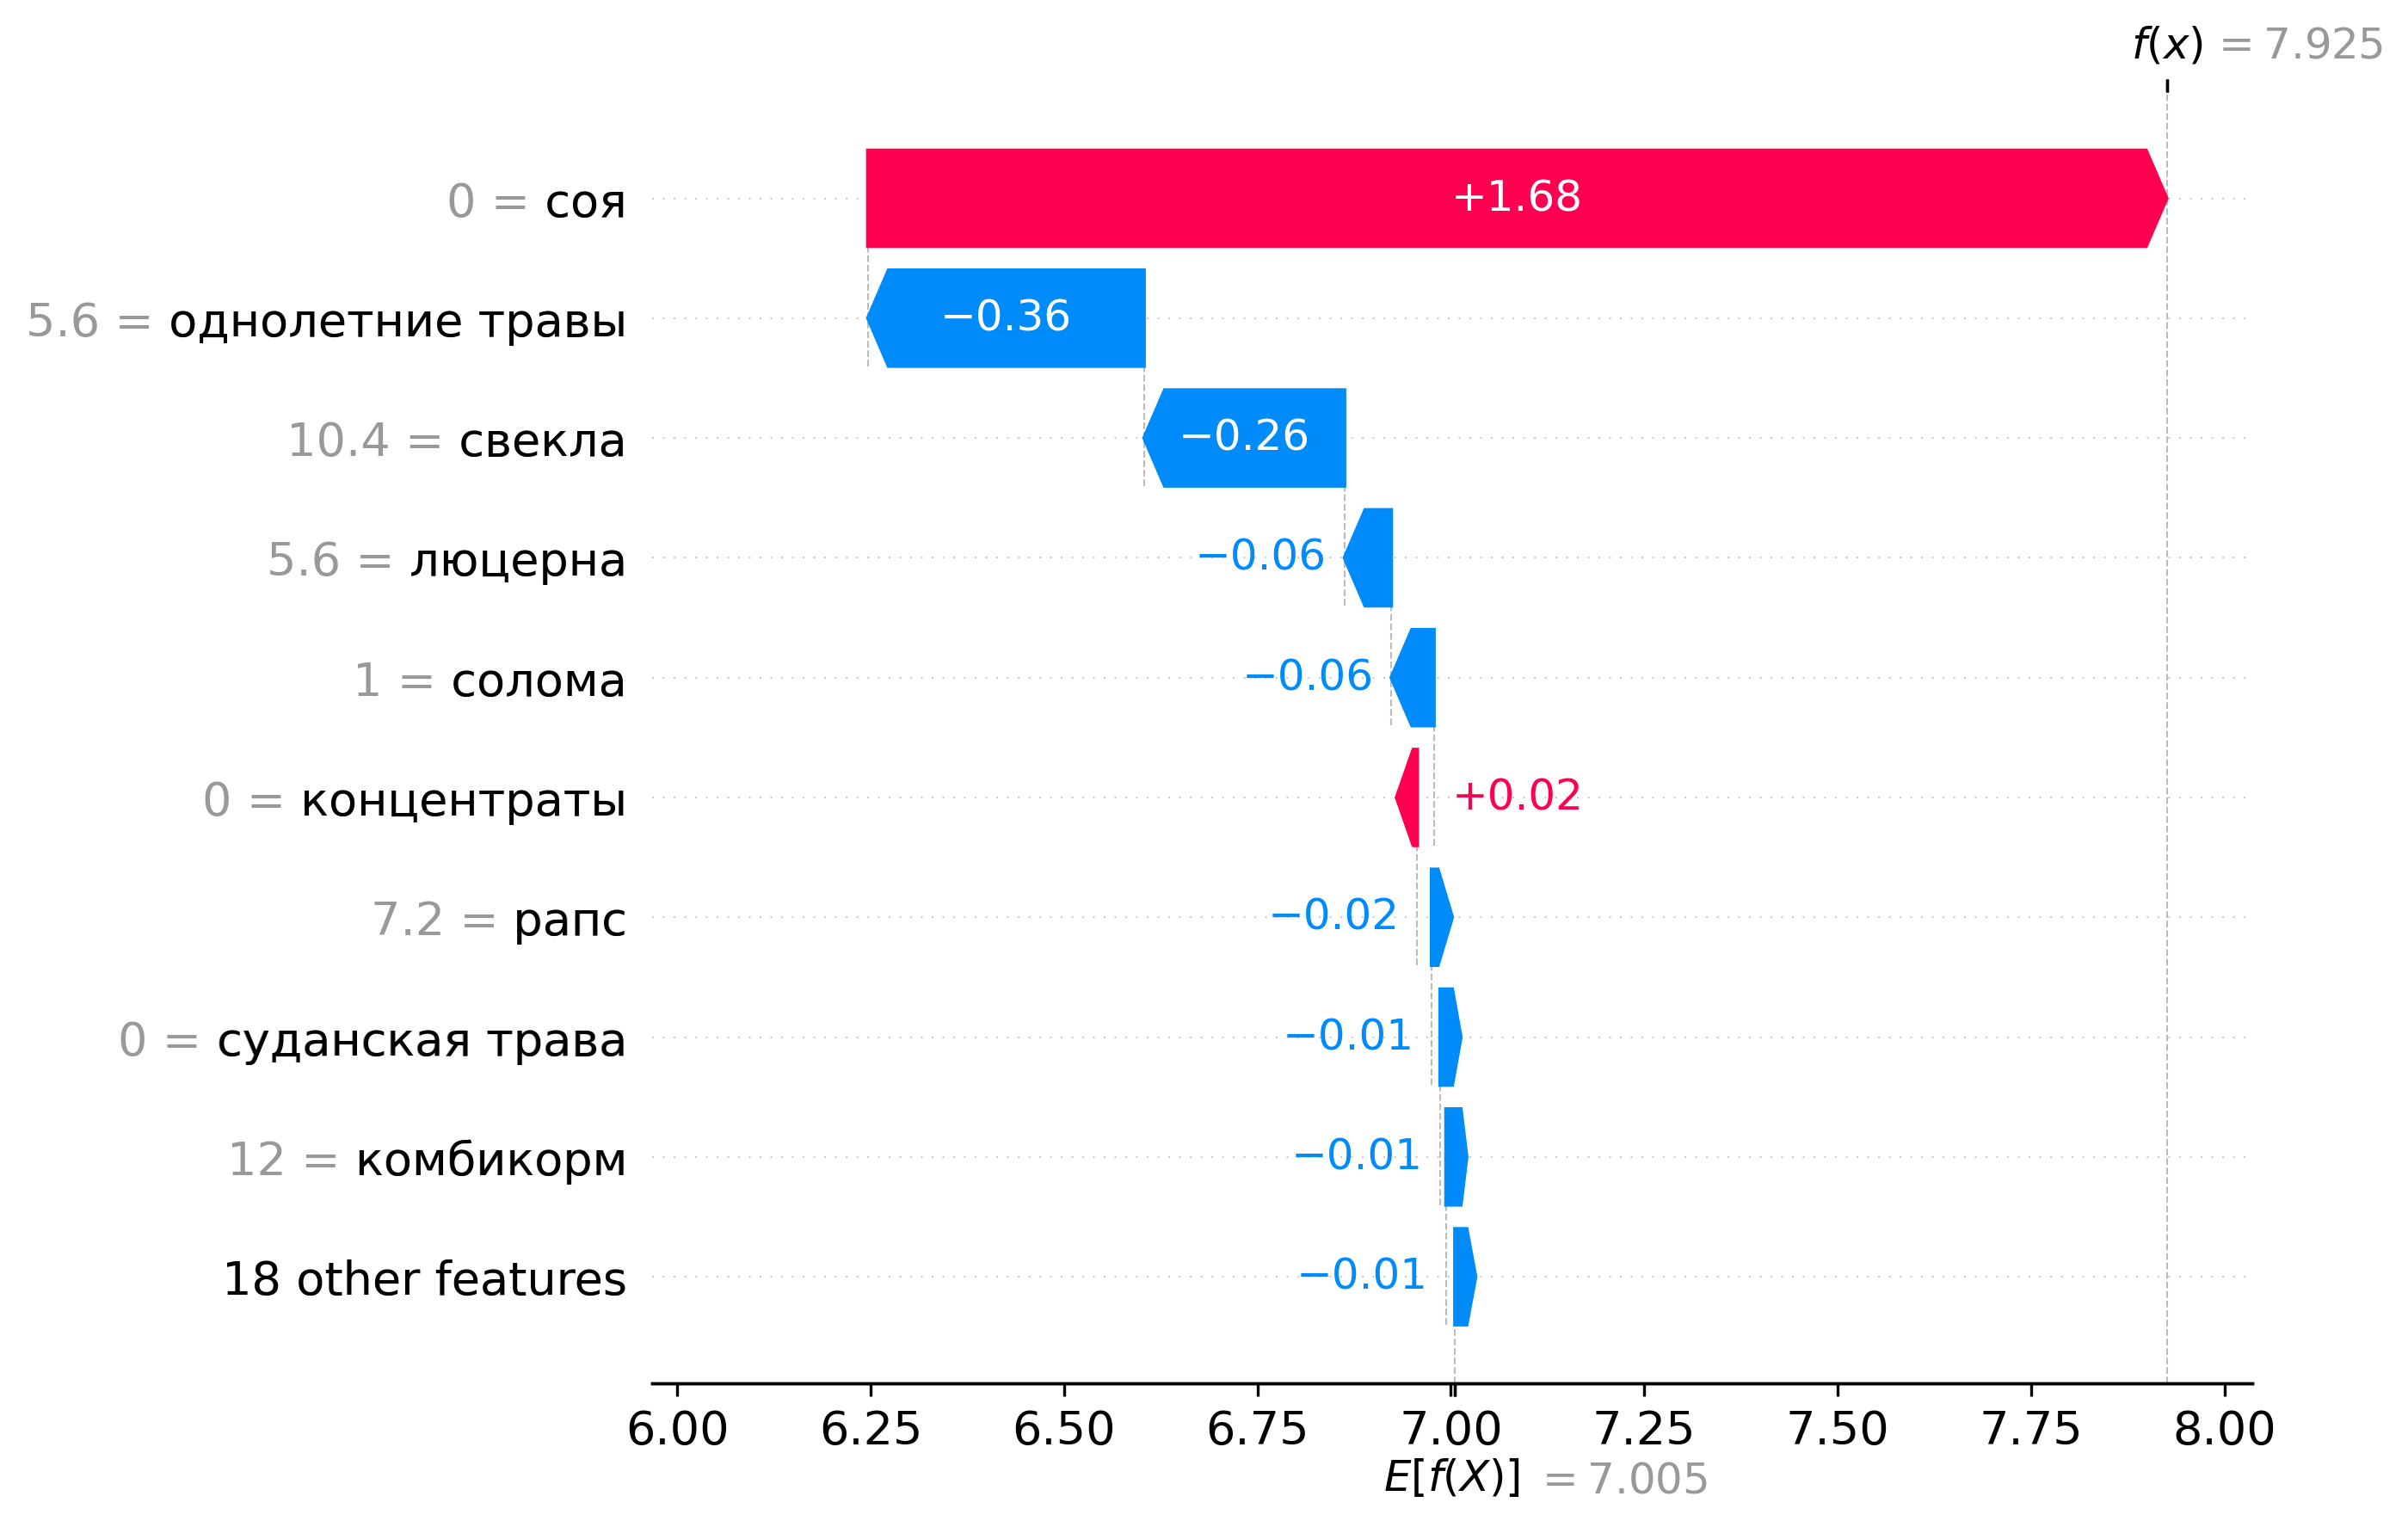 f(x) = 7.925
0 = соя
+1.68
5.6 = однолетние травы
−0.36
10.4 = свекла
−0.26
5.6 = люцерна
−0.06
1 = солома
−0.06
0 = концентраты
+0.02
7.2 = рапс
−0.02
0 = суданская трава
−0.01
12 = комбикорм
−0.01
18 other features
−0.01
6.00 6.25 6.50 6.75 7.00 7.25 7.50 7.75 8.00
E[f(X)] = 7.005